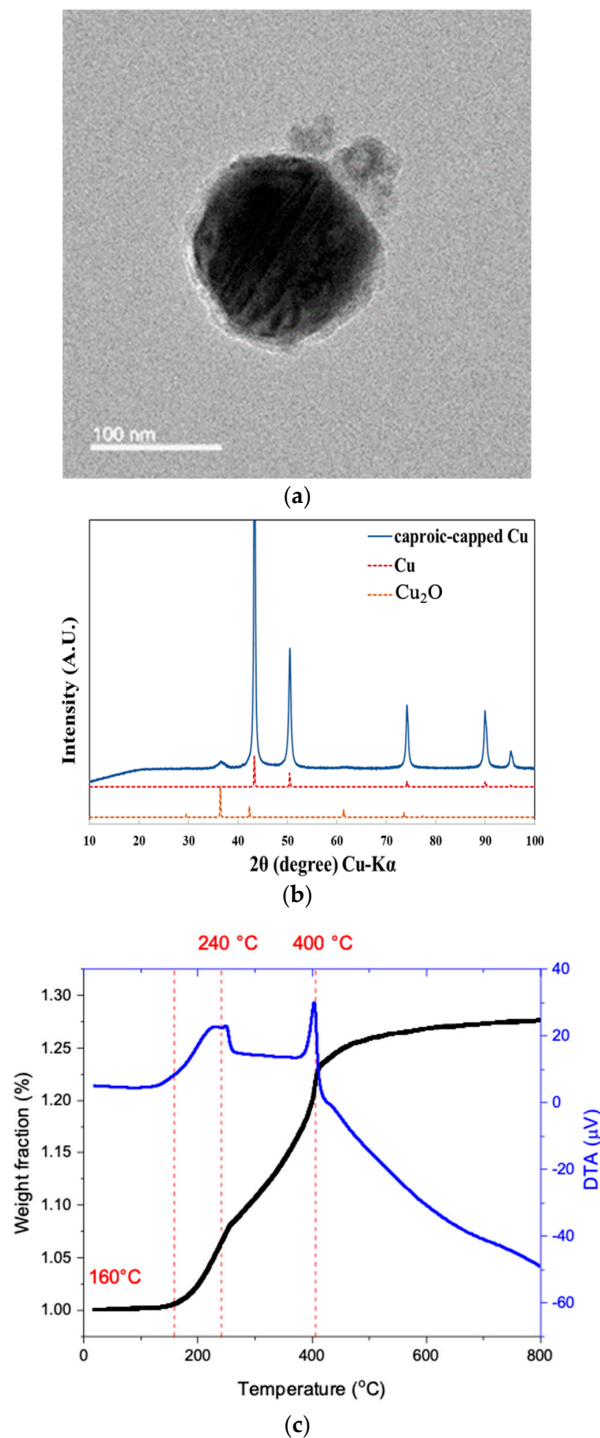 100 nm
(a)
caproic-capped Cu
Cu
Cu₂O
Intensity (A.U.)
10 20 30 40 50 60 70 80 90 100
2θ (degree) Cu-Kα
(b)
240 °C 400 °C
1.30
1.25
1.20
1.15
1.10
1.05
1.00
Weight fraction (%)
160°C
40
20
0
-20
-40
-60
DTA (μV)
0 200 400 600 800
Temperature (°C)
(c)